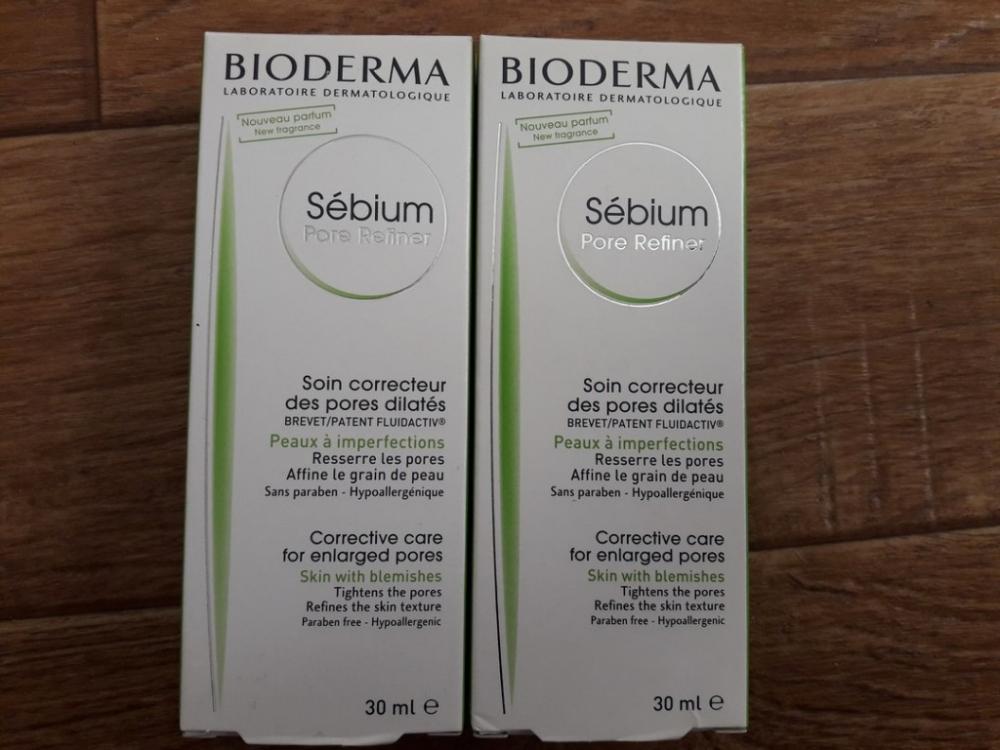 BIODERMA
LABORATOIRE DERMATOLOGIQUE
Nouveau parfum
New fragrance
Sébium
Pore Refiner
Soin correcteur
des pores dilatés
BREVET/PATENT FLUIDACTIV®
Peaux à imperfections
Resserre les pores
Affine le grain de peau
Sans paraben - Hypoallergénique
Corrective care
for enlarged pores
Skin with blemishes
Tightens the pores
Refines the skin texture
Paraben free - Hypoallergenic
30 ml e
BIODERMA
LABORATOIRE DERMATOLOGIQUE
Nouveau parfum
New fragrance
Sébium
Pore Refiner
Soin correcteur
des pores dilatés
BREVET/PATENT FLUIDACTIV®
Peaux à imperfections
Resserre les pores
Affine le grain de peau
Sans paraben - Hypoallergénique
Corrective care
for enlarged pores
Skin with blemishes
Tightens the pores
Refines the skin texture
Paraben free - Hypoallergenic
30 ml e